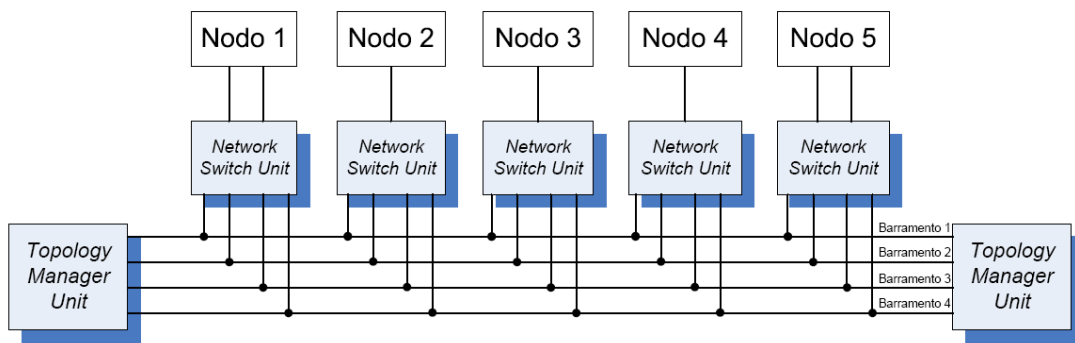 Nodo 1
Nodo 2
Nodo 3
Nodo 4
Nodo 5
Network
Switch Unit
Network
Switch Unit
Network
Switch Unit
Network
Switch Unit
Network
Switch Unit
Topology
Manager
Unit
Barramento 1
Barramento 2
Barramento 3
Barramento 4
Topology
Manager
Unit